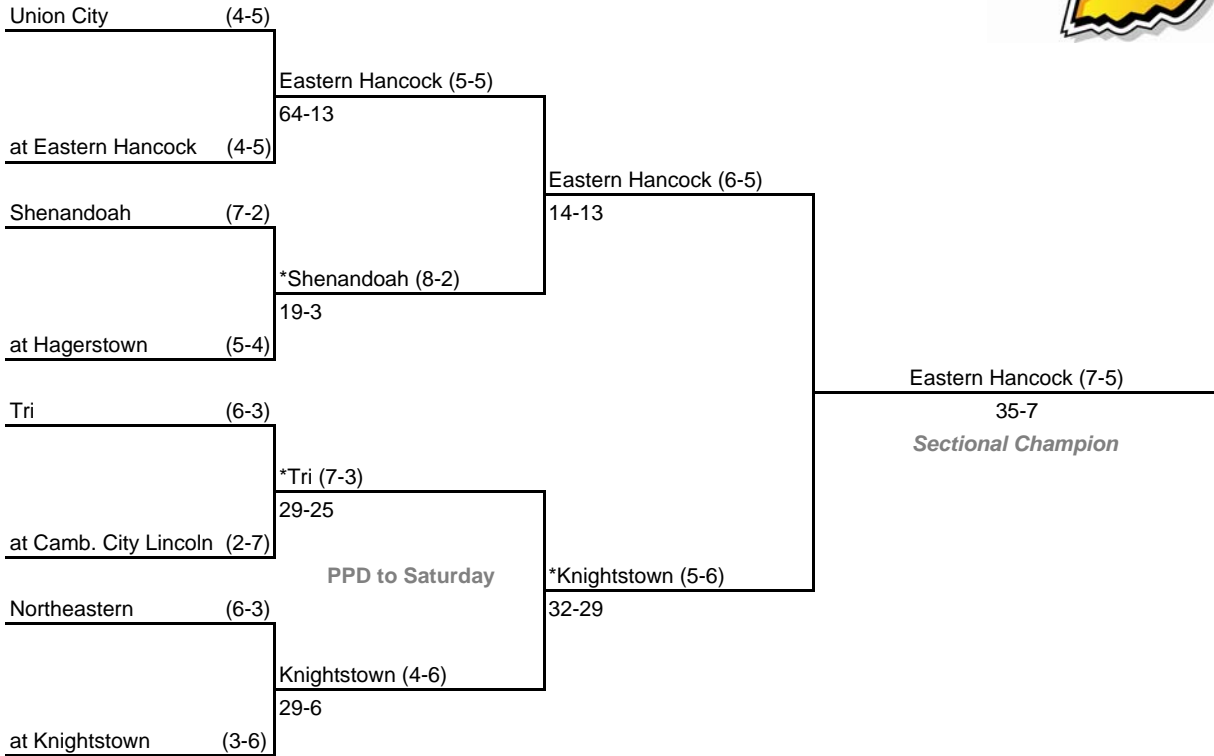 Union City (4-5)
Eastern Hancock (5-5)
64-13
at Eastern Hancock (4-5)
Eastern Hancock (6-5)
14-13
Shenandoah (7-2)
*Shenandoah (8-2)
19-3
at Hagerstown (5-4)
Eastern Hancock (7-5)
35-7
Sectional Champion
Tri (6-3)
*Tri (7-3)
29-25
at Camb. City Lincoln (2-7)
PPD to Saturday
*Knightstown (5-6)
32-29
Northeastern (6-3)
Knightstown (4-6)
29-6
at Knightstown (3-6)